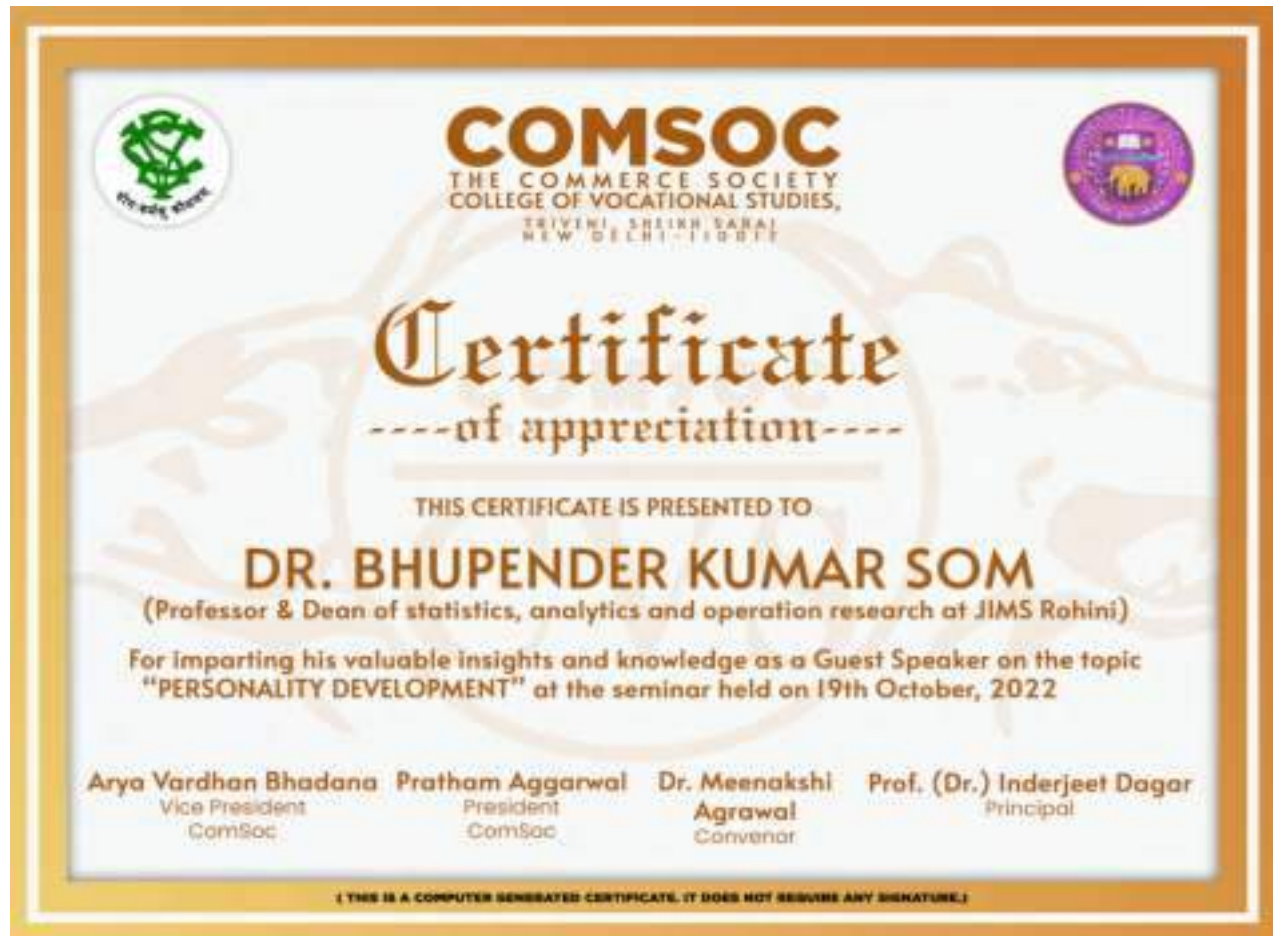 COMSOC
THE COMMERCE SOCIETY
COLLEGE OF VOCATIONAL STUDIES,
TRIVENI, SHEIKH SARAI
NEW DELHI-110017
Certificate
----of appreciation----
THIS CERTIFICATE IS PRESENTED TO
DR. BHUPENDER KUMAR SOM
(Professor & Dean of statistics, analytics and operation research at JIMS Rohini)
For imparting his valuable insights and knowledge as a Guest Speaker on the topic
“PERSONALITY DEVELOPMENT” at the seminar held on 19th October, 2022
Arya Vardhan Bhadana Pratham Aggarwal Dr. Meenakshi Prof. (Dr.) Inderjeet Dagar
Vice President President Agrawal Principal
ComSoc ComSoc Convenor
( THIS IS A COMPUTER GENERATED CERTIFICATE. IT DOES NOT REQUIRE ANY SIGNATURE.)